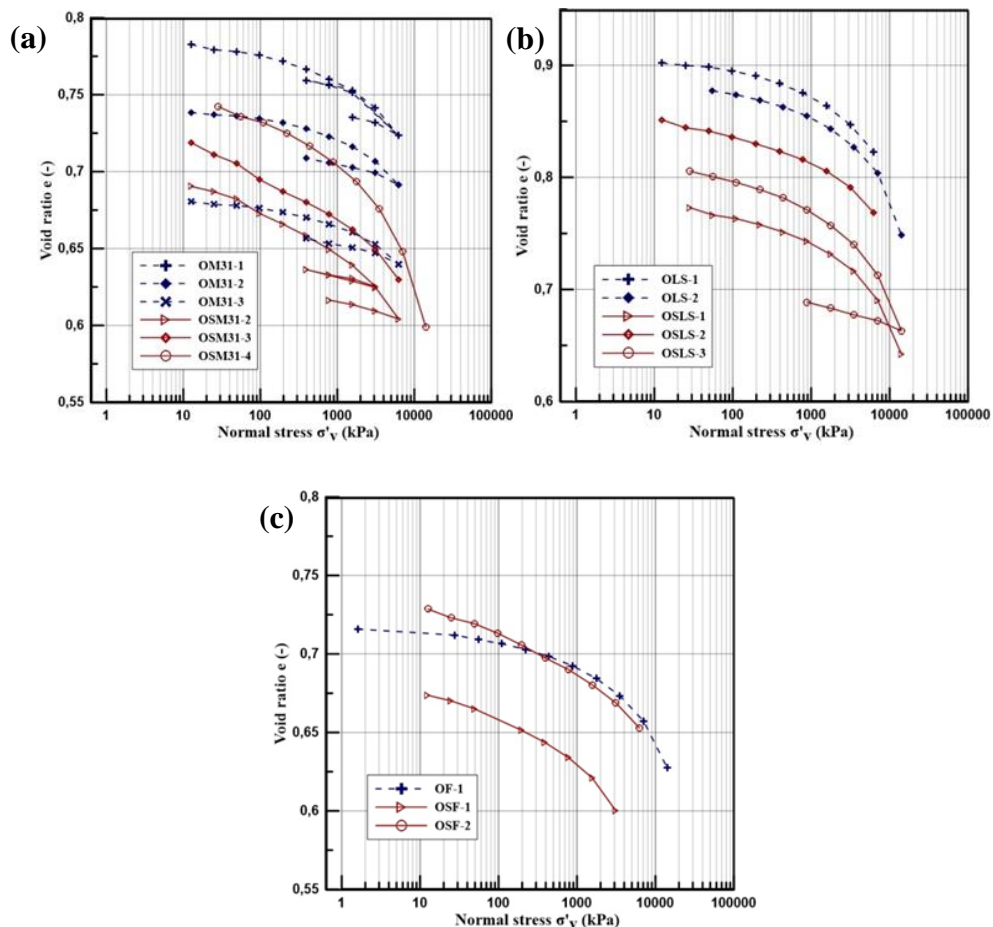 (a)
0,8
0,75
0,7
0,65
0,6
0,55
Void ratio e (-)
OM31-1
OM31-2
OM31-3
OSM31-2
OSM31-3
OSM31-4
1 10 100 1000 10000 100000
Normal stress σ'v (kPa)
(b)
0,9
0,8
0,7
0,6
Void ratio e (-)
OLS-1
OLS-2
OSLS-1
OSLS-2
OSLS-3
1 10 100 1000 10000 100000
Normal stress σ'v (kPa)
(c)
0,8
0,75
0,7
0,65
0,6
0,55
Void ratio e (-)
OF-1
OSF-1
OSF-2
1 10 100 1000 10000 100000
Normal stress σ'v (kPa)